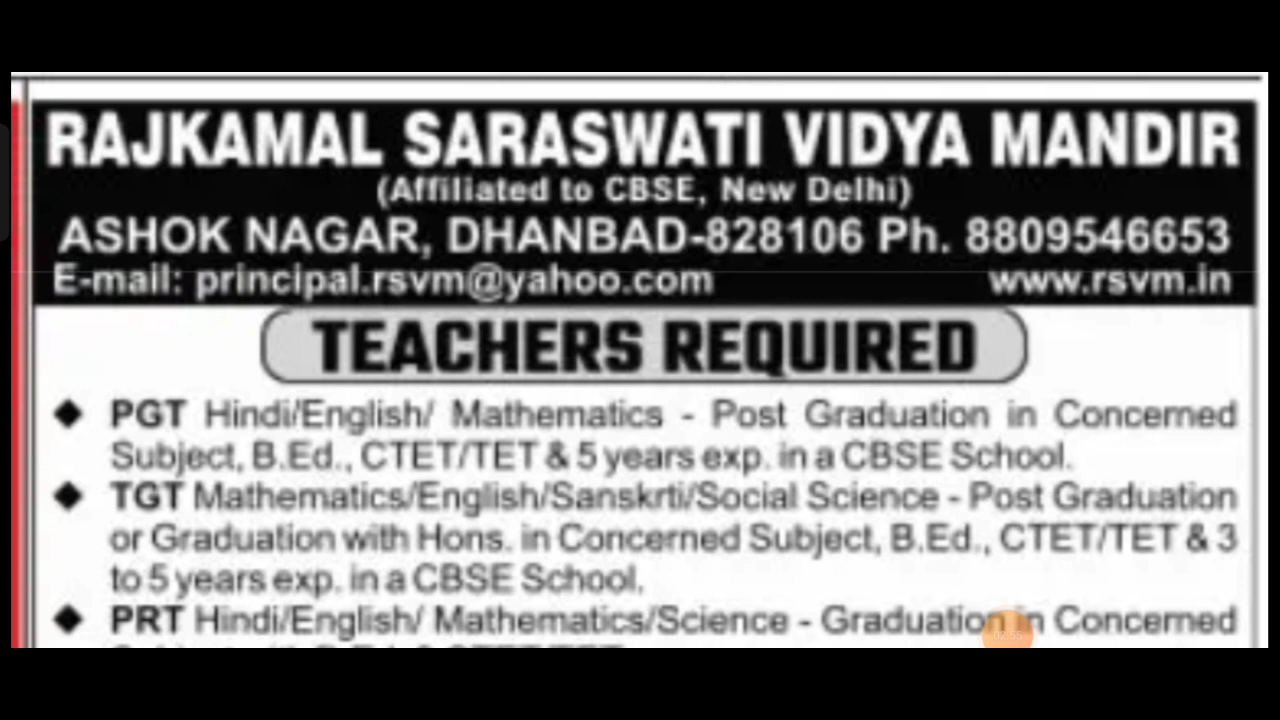 RAJKAMAL SARASWATI VIDYA MANDIR
(Affiliated to CBSE, New Delhi)
ASHOK NAGAR, DHANBAD-828106 Ph. 8809546653
E-mail: principal.rsvm@yahoo.com www.rsvm.in
TEACHERS REQUIRED
◆ PGT Hindi/English/ Mathematics - Post Graduation in Concerned
Subject, B.Ed., CTET/TET & 5 years exp. in a CBSE School.
◆ TGT Mathematics/English/Sanskrti/Social Science - Post Graduation
or Graduation with Hons. in Concerned Subject, B.Ed., CTET/TET & 3
to 5 years exp. in a CBSE School.
◆ PRT Hindi/English/ Mathematics/Science - Graduation in Concerned
02:55